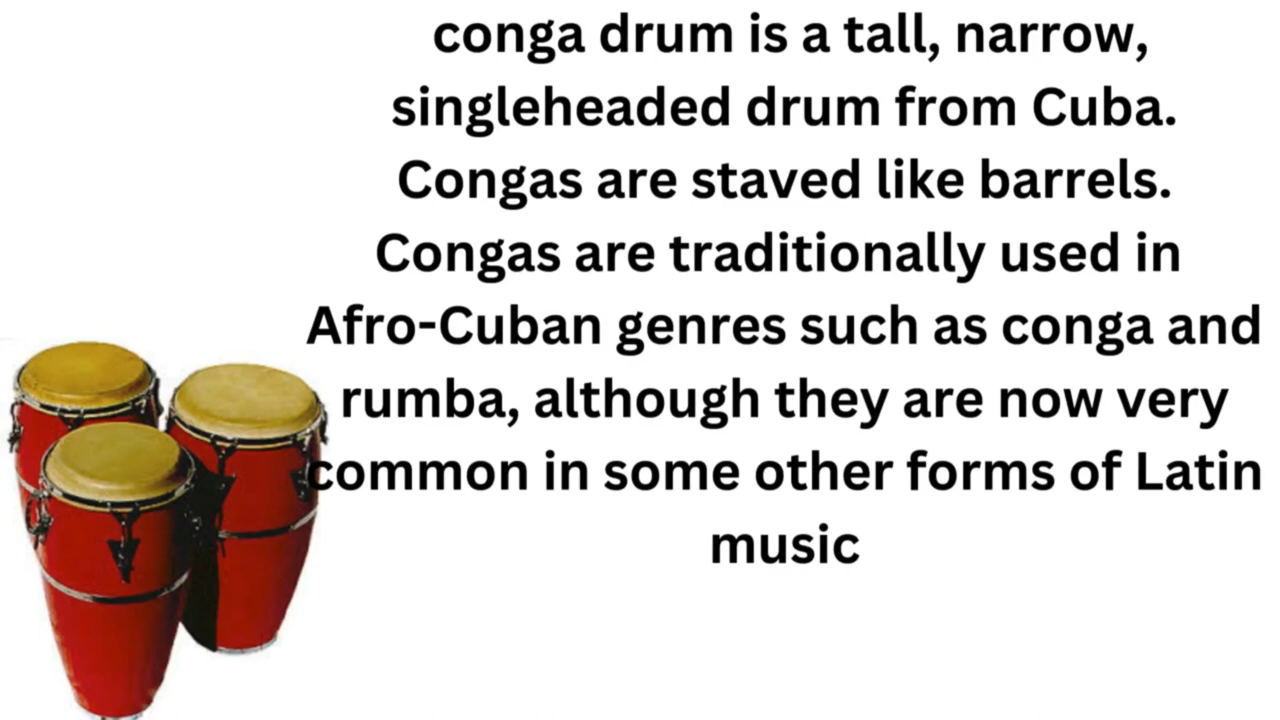 conga drum is a tall, narrow,
singleheaded drum from Cuba.
Congas are staved like barrels.
Congas are traditionally used in
Afro-Cuban genres such as conga and
rumba, although they are now very
common in some other forms of Latin
music